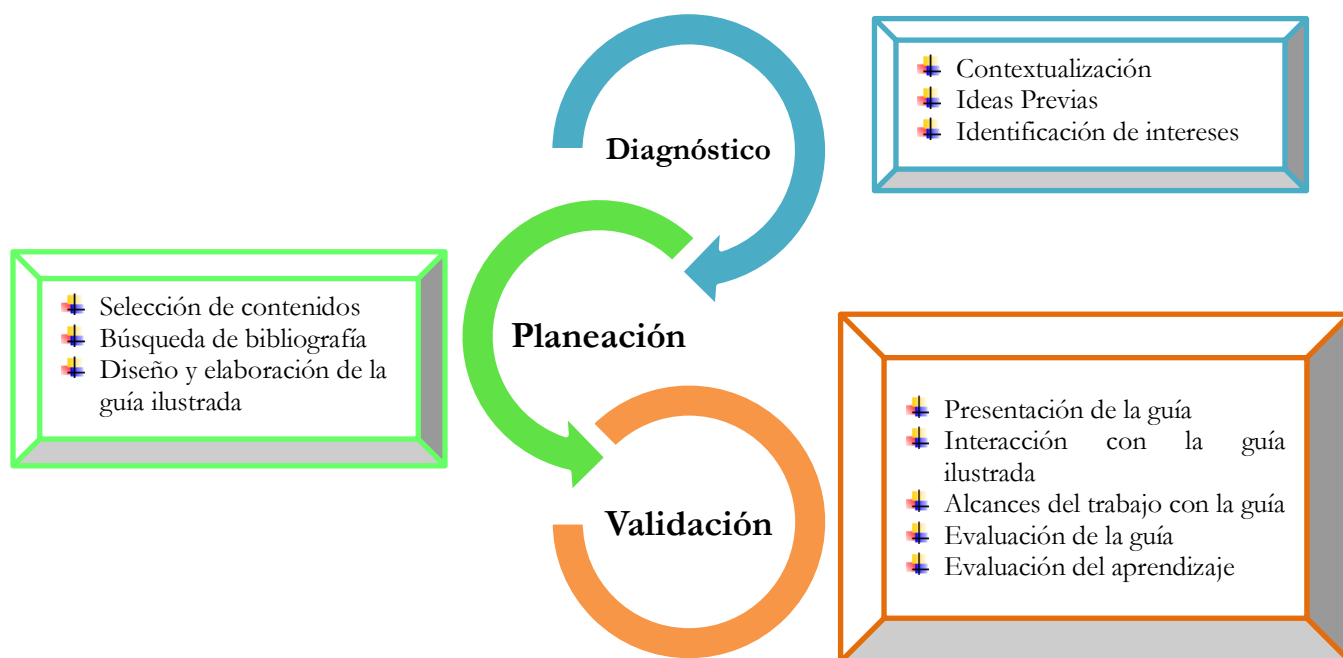 Diagnóstico
Contextualización
Ideas Previas
Identificación de intereses
Planeación
Selección de contenidos
Búsqueda de bibliografía
Diseño y elaboración de la
guía ilustrada
Validación
Presentación de la guía
Interacción con la guía
ilustrada
Alcances del trabajo con la guía
Evaluación de la guía
Evaluación del aprendizaje